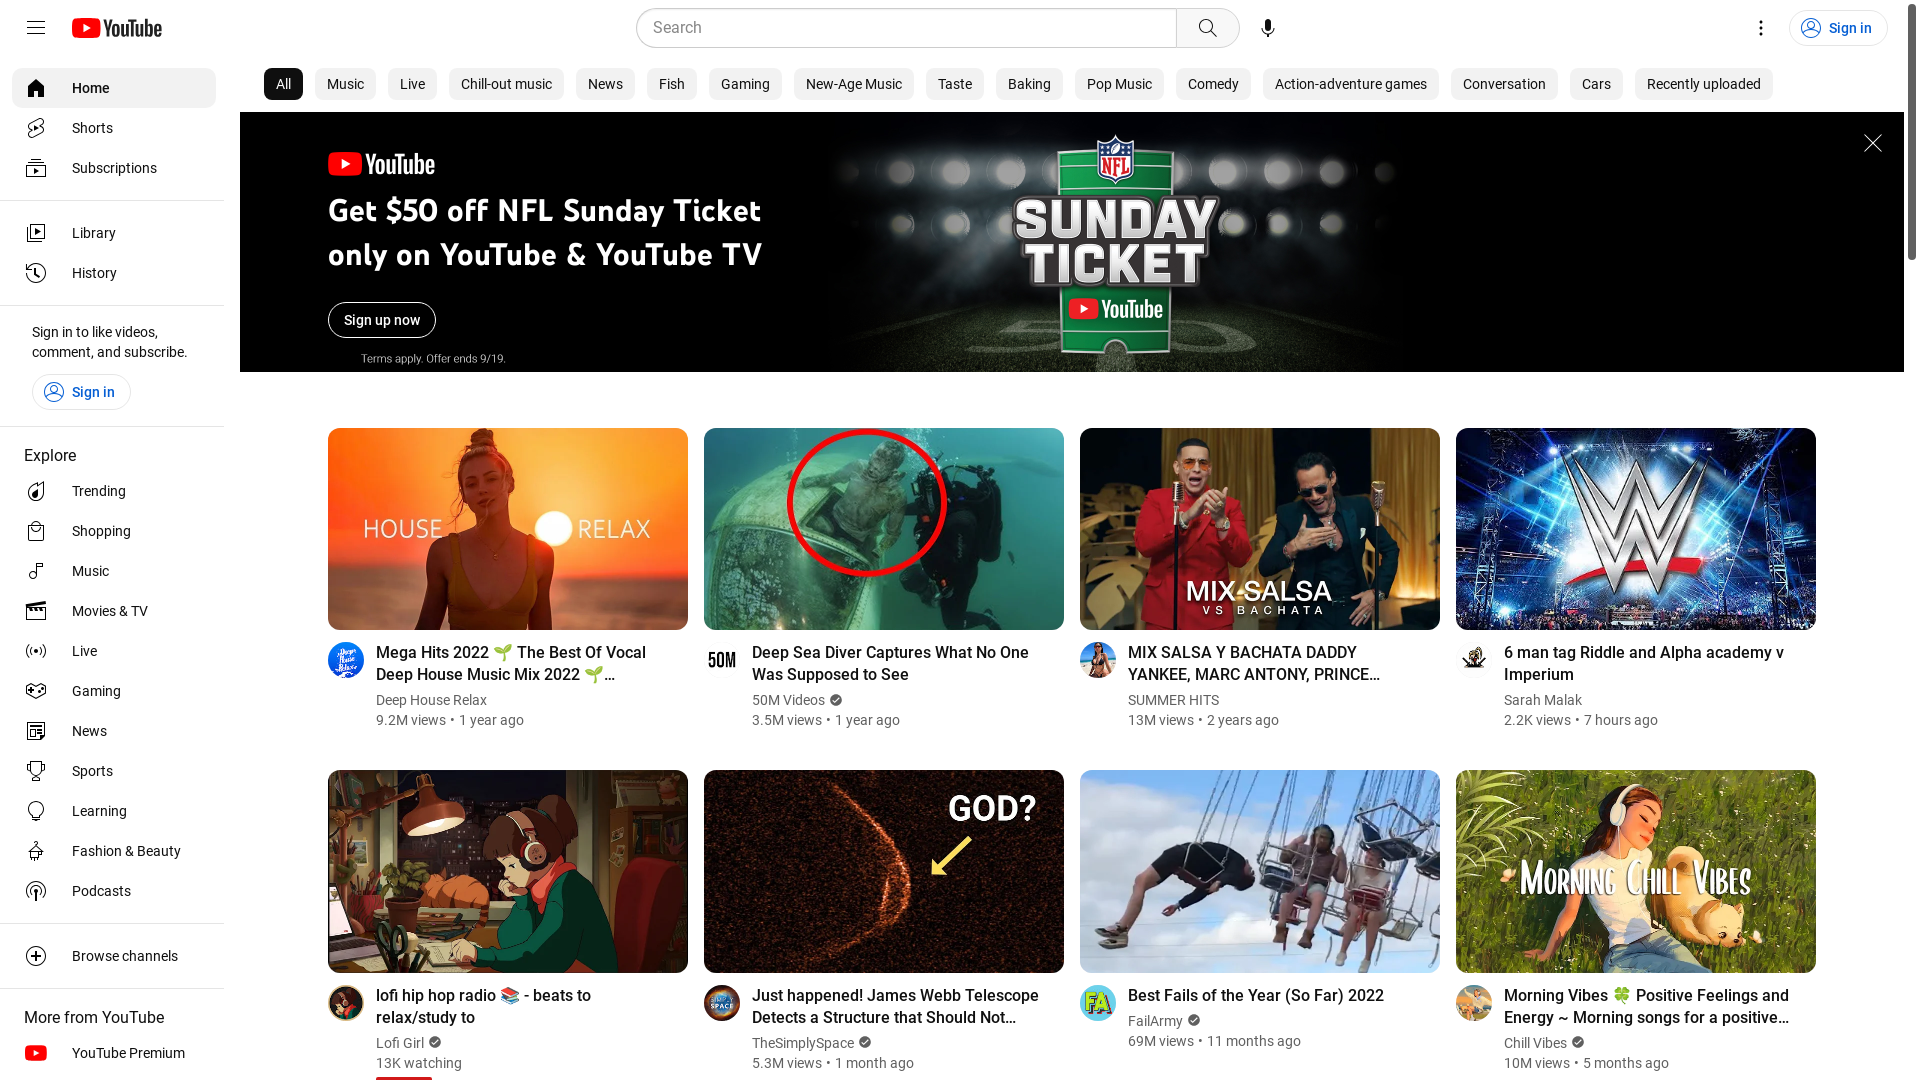 YouTube
Search
Sign in
Home
Shorts
Subscriptions
Library
History
Sign in to like videos,
comment, and subscribe.
Sign in
Explore
Trending
Shopping
Music
Movies & TV
Live
Gaming
News
Sports
Learning
Fashion & Beauty
Podcasts
Browse channels
More from YouTube
YouTube Premium
All
Music
Live
Chill-out music
News
Fish
Gaming
New-Age Music
Taste
Baking
Pop Music
Comedy
Action-adventure games
Conversation
Cars
Recently uploaded
YouTube
Get $50 off NFL Sunday Ticket
only on YouTube & YouTube TV
Sign up now
Terms apply. Offer ends 9/19.
NFL
SUNDAY
TICKET
YouTube
50
HOUSE RELAX
Deep
House
Relax
Mega Hits 2022 🌱 The Best Of Vocal
Deep House Music Mix 2022 🌱…
Deep House Relax
9.2M views • 1 year ago
50M
Deep Sea Diver Captures What No One
Was Supposed to See
50M Videos
3.5M views • 1 year ago
MIX-SALSA
VS BACHATA
MIX SALSA Y BACHATA DADDY
YANKEE, MARC ANTONY, PRINCE…
SUMMER HITS
13M views • 2 years ago
W
6 man tag Riddle and Alpha academy v
Imperium
Sarah Malak
2.2K views • 7 hours ago
lofi hip hop radio 📚 - beats to
relax/study to
Lofi Girl
13K watching
GOD?
SIMPLY
SPACE
Just happened! James Webb Telescope
Detects a Structure that Should Not…
TheSimplySpace
5.3M views • 1 month ago
FA
Best Fails of the Year (So Far) 2022
FailArmy
69M views • 11 months ago
MORNING CHILL VIBES
Morning Vibes 🍀 Positive Feelings and
Energy ~ Morning songs for a positive…
Chill Vibes
10M views • 5 months ago